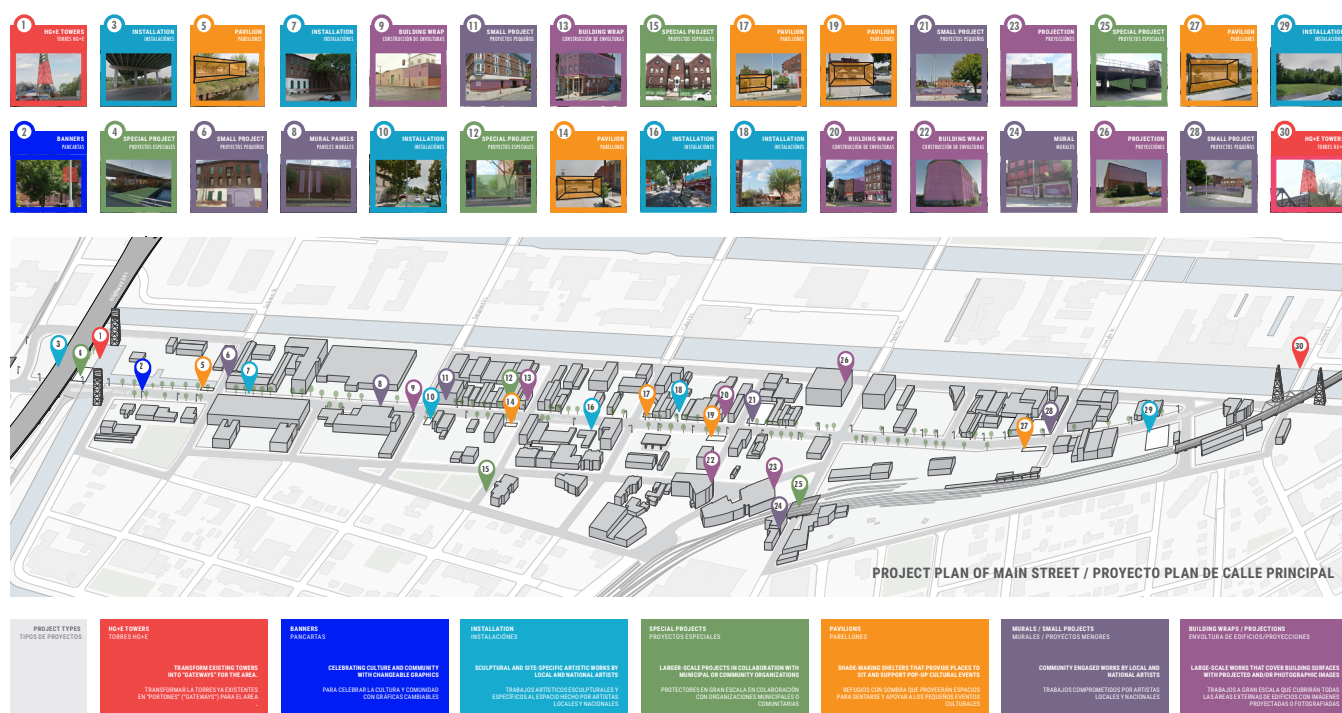 1
HG+E TOWERS
TORRES HG+E
3
INSTALLATION
INSTALACIÓNES
5
PAVILION
PABELLONES
7
INSTALLATION
INSTALACIÓNES
9
BUILDING WRAP
CONSTRUCCIÓN DE ENVOLTURAS
11
SMALL PROJECT
PROYECTOS PEQUEÑOS
13
BUILDING WRAP
CONSTRUCCIÓN DE ENVOLTURAS
15
SPECIAL PROJECT
PROYECTOS ESPECIALES
17
PAVILION
PABELLONES
19
PAVILION
PABELLONES
21
SMALL PROJECT
PROYECTOS PEQUEÑOS
23
PROJECTION
PROYECCIÓNES
25
SPECIAL PROJECT
PROYECTOS ESPECIALES
27
PAVILION
PABELLONES
29
INSTALLATION
INSTALACIÓNES
2
BANNERS
PANCARTAS
4
SPECIAL PROJECT
PROYECTOS ESPECIALES
6
SMALL PROJECT
PROYECTOS PEQUEÑOS
8
MURAL PANELS
PANELES MURALES
10
INSTALLATION
INSTALACIÓNES
12
SPECIAL PROJECT
PROYECTOS ESPECIALES
14
PAVILION
PABELLONES
16
INSTALLATION
INSTALACIÓNES
18
INSTALLATION
INSTALACIÓNES
20
BUILDING WRAP
CONSTRUCCIÓN DE ENVOLTURAS
22
BUILDING WRAP
CONSTRUCCIÓN DE ENVOLTURAS
24
MURAL
MURALES
26
PROJECTION
PROYECCIÓNES
28
SMALL PROJECT
PROYECTOS PEQUEÑOS
30
HG+E TOWERS
TORRES HG+E
1
2
3
4
5
6
7
8
9
10
11
12
13
14
15
16
17
18
19
20
21
22
23
24
25
26
27
28
29
30
PROJECT PLAN OF MAIN STREET / PROYECTO PLAN DE CALLE PRINCIPAL
PROJECT TYPES
TIPOS DE PROYECTOS
HG+E TOWERS
TORRES HG+E
TRANSFORM EXISTING TOWERS
INTO "GATEWAYS" FOR THE AREA.
TRANSFORMAR LA TORRES YA EXISTENTES
EN "PORTONES" ("GATEWAYS") PARA EL AREA
.
BANNERS
PANCARTAS
CELEBRATING CULTURE AND COMMUNITY
WITH CHANGEABLE GRAPHICS
PARA CELEBRAR LA CULTURA Y COMUNIDAD
CON GRÁFICAS CAMBIABLES
INSTALLATION
INSTALACIÓNES
SCULPTURAL AND SITE-SPECIFIC ARTISTIC WORKS BY
LOCAL AND NATIONAL ARTISTS
TRABAJOS ARTÍSTICOS ESCULPTURALES Y
ESPECÍFICOS AL ESPACIO HECHO POR ARTISTAS
LOCALES Y NACIONALES
SPECIAL PROJECTS
PROYECTOS ESPECIALES
LARGER-SCALE PROJECTS IN COLLABORATION WITH
MUNICIPAL OR COMMUNITY ORGANIZATIONS
PROTECTORES EN GRAN ESCALA EN COLABORACIÓN
CON ORGANIZACIONES MUNICIPALES O
COMUNITARIAS
PAVILIONS
PABELLONES
SHADE-MAKING SHELTERS THAT PROVIDE PLACES TO
SIT AND SUPPORT POP-UP CULTURAL EVENTS
REFUGIOS CON SOMBRA QUE PROVEERÁN ESPACIOS
PARA SENTARSE Y APOYAR A LOS PEQUEÑOS EVENTOS
CULTURALES
MURALS / SMALL PROJECTS
MURALES / PROYECTOS MENORES
COMMUNITY ENGAGED WORKS BY LOCAL AND
NATIONAL ARTISTS
TRABAJOS COMPROMETIDOS POR ARTISTAS
LOCALES Y NACIONALES
BUILDING WRAPS / PROJECTIONS
ENVOLTURA DE EDIFICIOS/PROYECCIONES
LARGE-SCALE WORKS THAT COVER BUILDING SURFACES
WITH PROJECTED AND/OR PHOTOGRAPHIC IMAGES
TRABAJOS A GRAN ESCALA QUE CUBRIRÁN TODAS
LAS ÁREAS EXTERNAS DE EDIFICIOS CON IMAGENES
PROYECTADAS O FOTOGRAFIADAS